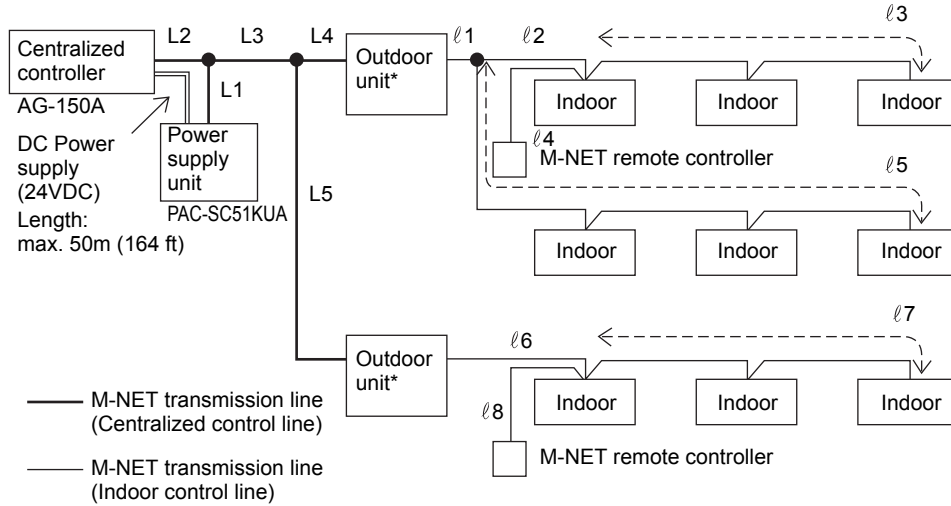 Centralized
controller
AG-150A
DC Power
supply
(24VDC)
Length:
max. 50m (164 ft)
L2
L3
L4
L1
Power
supply
unit
PAC-SC51KUA
L5
Outdoor
unit*
ℓ1
ℓ2
ℓ3
Indoor
Indoor
Indoor
ℓ4
M-NET remote controller
ℓ5
Indoor
Indoor
Indoor
Outdoor
unit*
ℓ6
ℓ7
Indoor
Indoor
Indoor
ℓ8
M-NET remote controller
M-NET transmission line
(Centralized control line)
M-NET transmission line
(Indoor control line)